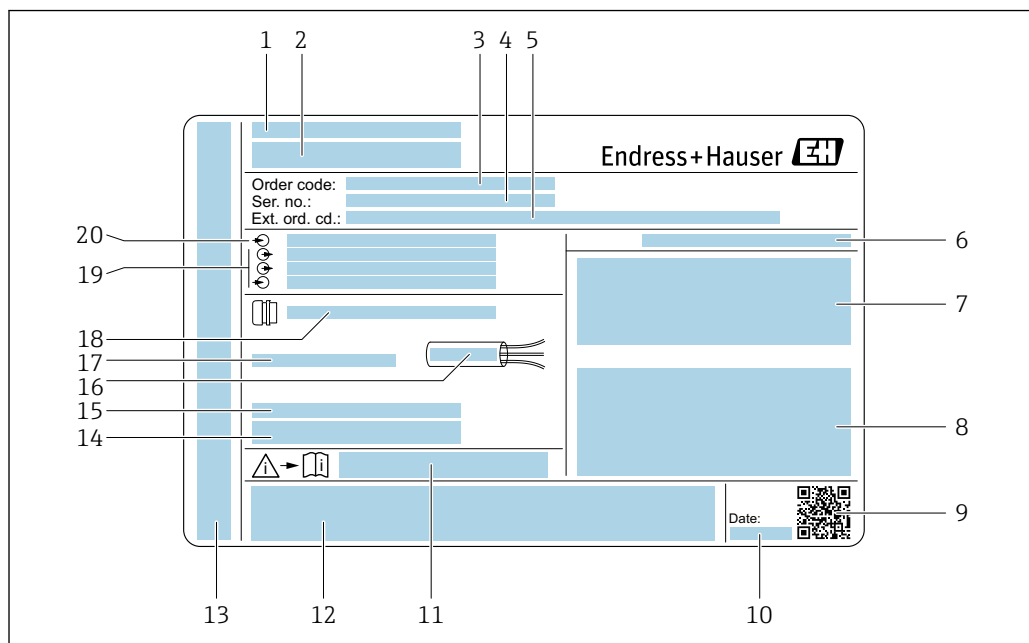 1 2 3 4 5
Endress+Hauser EH
Order code:
Ser. no.:
Ext. ord. cd.:
20
6
19
7
i i
18
17
16
15
14
8
Date:
9
13 12 11 10